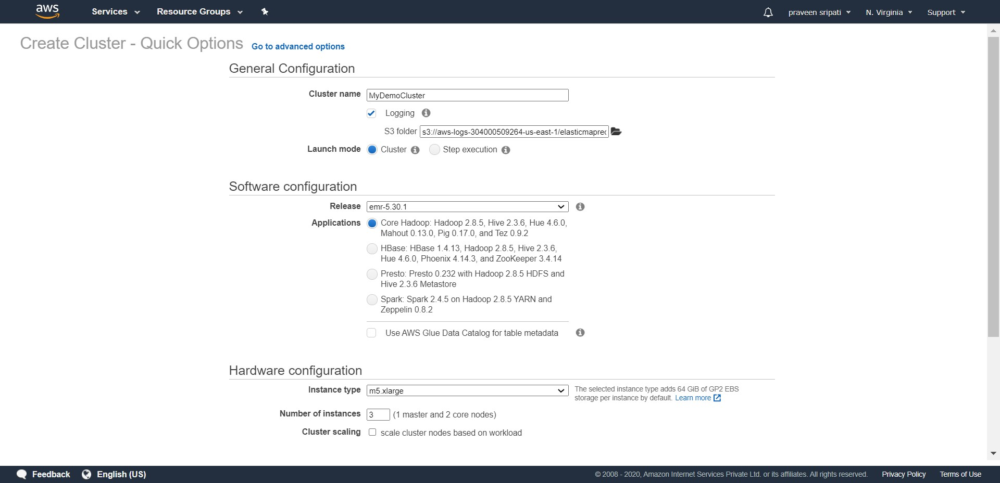 aws
Services
Resource Groups
praveen sripati
N. Virginia
Support
Create Cluster - Quick Options
Go to advanced options
General Configuration
Cluster name
MyDemoCluster
Logging
S3 folder
s3://aws-logs-304000509264-us-east-1/elasticmaprec
Launch mode
Cluster
Step execution
Software configuration
Release
emr-5.30.1
Applications
Core Hadoop: Hadoop 2.8.5, Hive 2.3.6, Hue 4.6.0,
Mahout 0.13.0, Pig 0.17.0, and Tez 0.9.2
HBase: HBase 1.4.13, Hadoop 2.8.5, Hive 2.3.6,
Hue 4.6.0, Phoenix 4.14.3, and ZooKeeper 3.4.14
Presto: Presto 0.232 with Hadoop 2.8.5 HDFS and
Hive 2.3.6 Metastore
Spark: Spark 2.4.5 on Hadoop 2.8.5 YARN and
Zeppelin 0.8.2
Use AWS Glue Data Catalog for table metadata
Hardware configuration
Instance type
m5.xlarge
The selected instance type adds 64 GiB of GP2 EBS
storage per instance by default. Learn more
Number of instances
3
(1 master and 2 core nodes)
Cluster scaling
scale cluster nodes based on workload
Feedback
English (US)
© 2008 - 2020, Amazon Internet Services Private Ltd. or its affiliates. All rights reserved.
Privacy Policy
Terms of Use